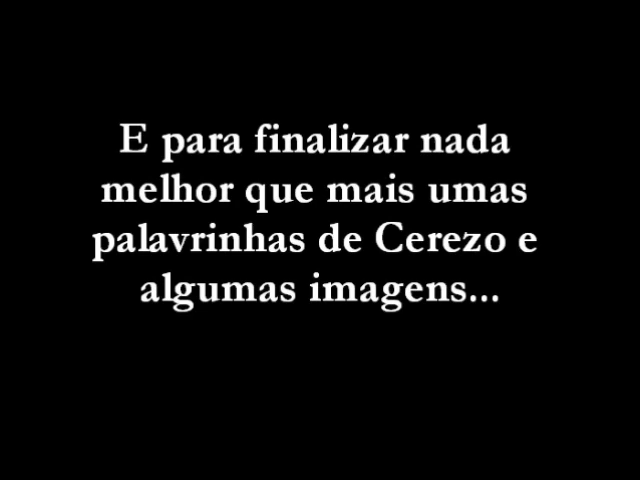 E para finalizar nada
melhor que mais umas
palavrinhas de Cerezo e
algumas imagens...